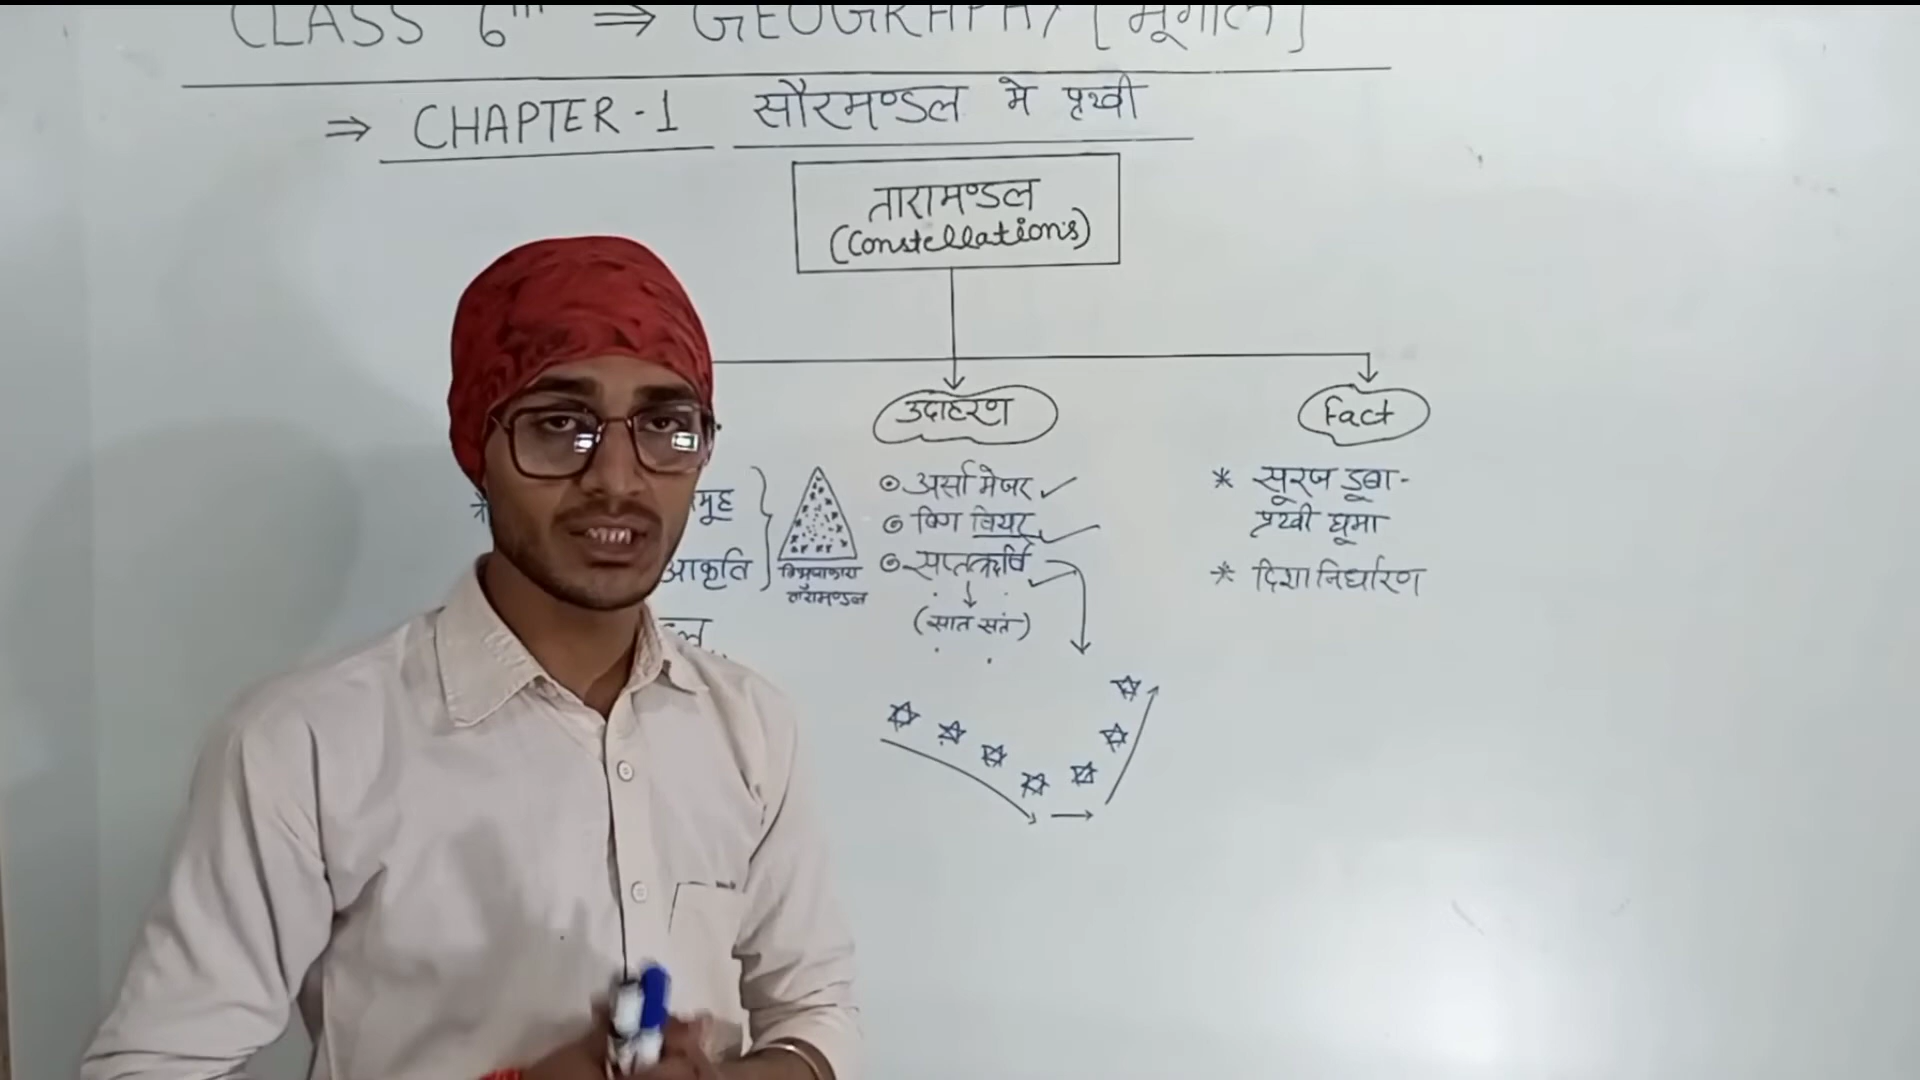 CLASS 6TH ⇒ GEOGRAPHY [भूगोल]
⇒ CHAPTER-1 सौरमण्डल मे पृथ्वी
तारामण्डल
(Constellations)
उदाहरण
Fact
मूह
आकृति
त्रिभुजाकारा
तारामण्डल
⊙ अर्सा मेजर ✓
⊙ विग वियर ✓
⊙ सप्तऋर्षि
(सात संत)
* सूरज डूबा -
पृथ्वी घूमा
* दिशा निर्धारण